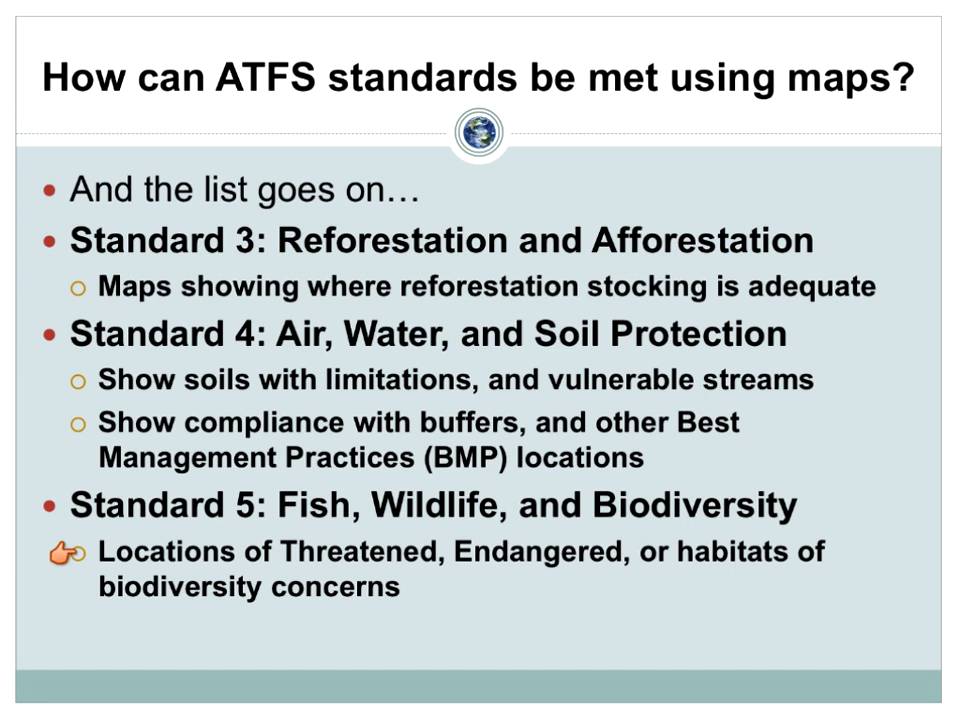 How can ATFS standards be met using maps?
And the list goes on…
Standard 3: Reforestation and Afforestation
Maps showing where reforestation stocking is adequate
Standard 4: Air, Water, and Soil Protection
Show soils with limitations, and vulnerable streams
Show compliance with buffers, and other Best
Management Practices (BMP) locations
Standard 5: Fish, Wildlife, and Biodiversity
Locations of Threatened, Endangered, or habitats of
biodiversity concerns